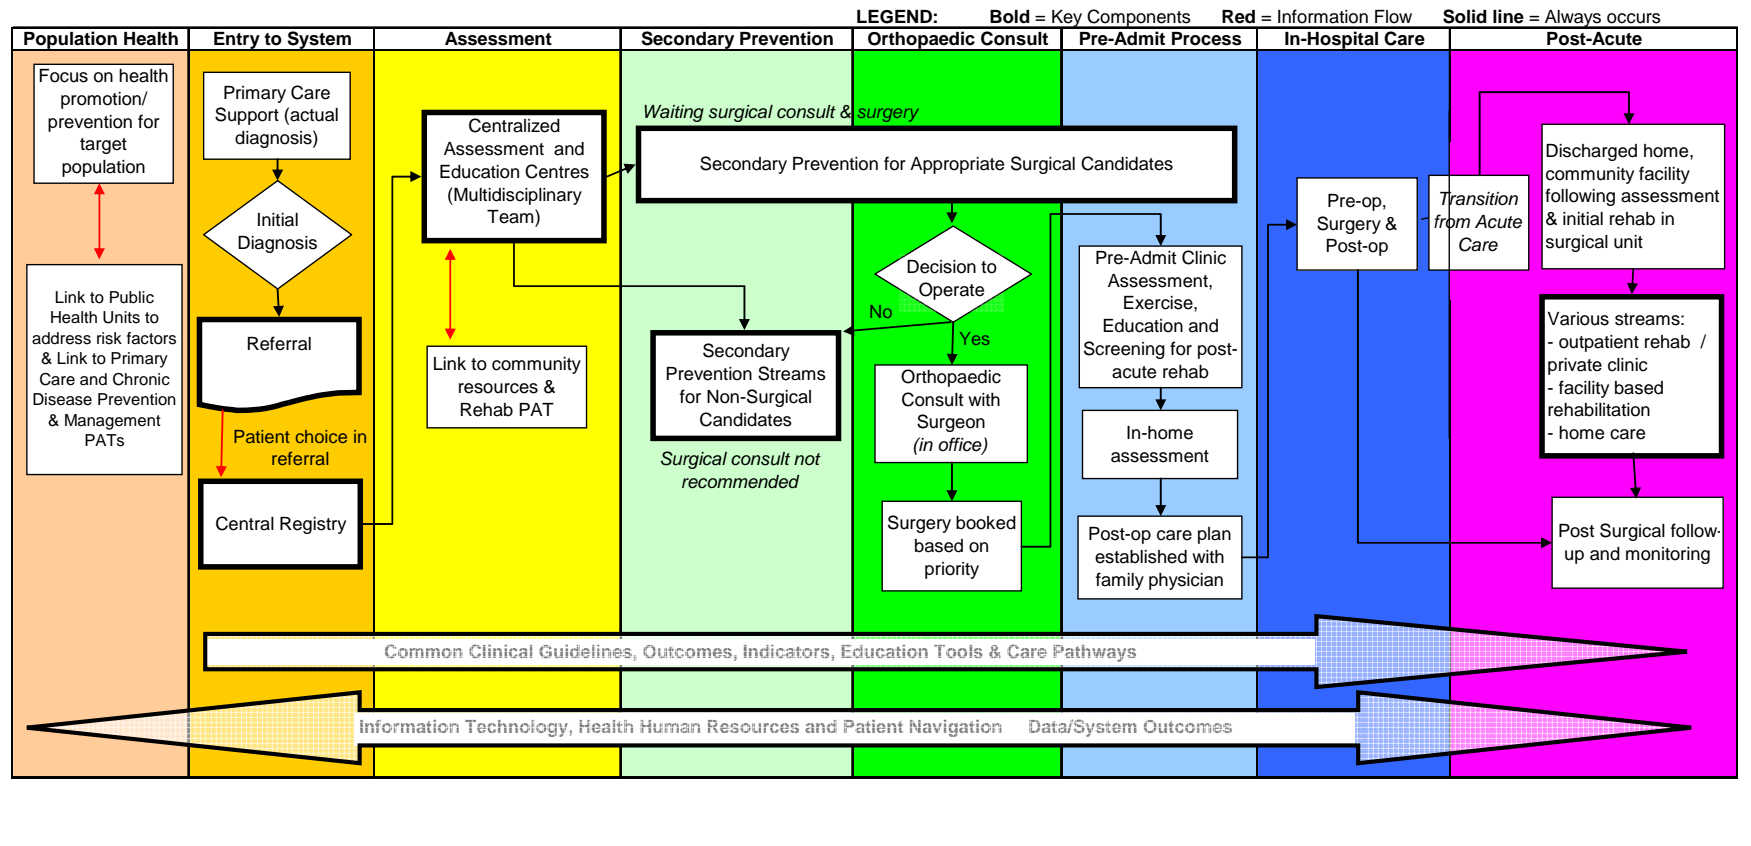 LEGEND: Bold = Key Components Red = Information Flow Solid line = Always occurs
Population Health
Entry to System
Assessment
Secondary Prevention
Orthopaedic Consult
Pre-Admit Process
In-Hospital Care
Post-Acute
Focus on health
promotion/
prevention for
target
population
Link to Public
Health Units to
address risk factors
& Link to Primary
Care and Chronic
Disease Prevention
& Management
PATs
Primary Care
Support (actual
diagnosis)
Initial
Diagnosis
Referral
Patient choice in
referral
Central Registry
Centralized
Assessment and
Education Centres
(Multidisciplinary
Team)
Link to community
resources &
Rehab PAT
Waiting surgical consult & surgery
Secondary Prevention for Appropriate Surgical Candidates
Secondary
Prevention Streams
for Non-Surgical
Candidates
Surgical consult not
recommended
Decision to
Operate
No
Yes
Orthopaedic
Consult with
Surgeon
(in office)
Surgery booked
based on
priority
Pre-Admit Clinic
Assessment,
Exercise,
Education and
Screening for post-
acute rehab
In-home
assessment
Post-op care plan
established with
family physician
Pre-op,
Surgery &
Post-op
Transition
from Acute
Care
Discharged home,
community facility
following assessment
& initial rehab in
surgical unit
Various streams:
- outpatient rehab /
private clinic
- facility based
rehabilitation
- home care
Post Surgical follow-
up and monitoring
Common Clinical Guidelines, Outcomes, Indicators, Education Tools & Care Pathways
Information Technology, Health Human Resources and Patient Navigation Data/System Outcomes